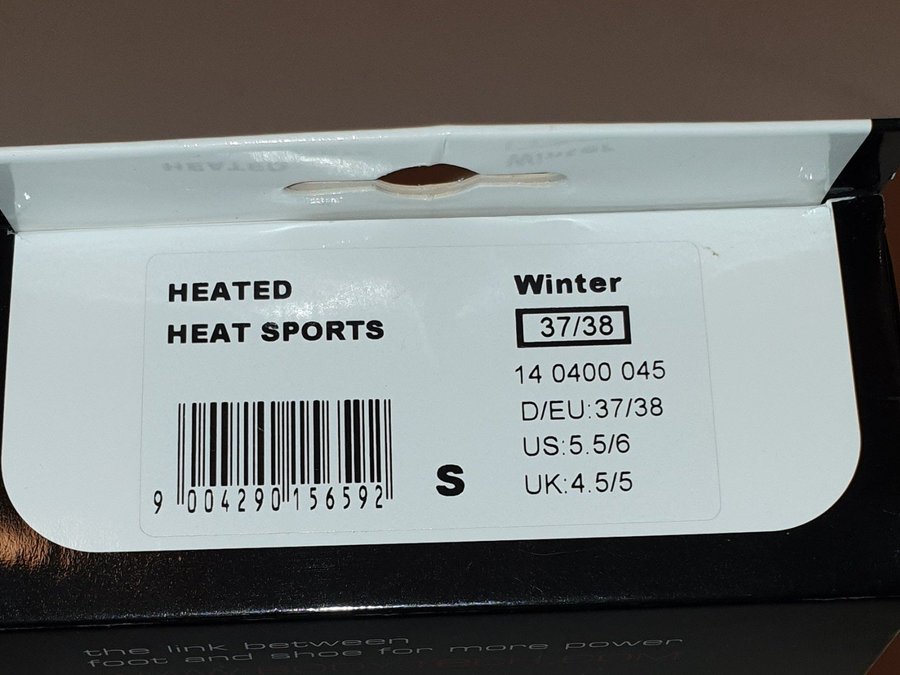 HEATED
HEAT SPORTS
Winter
37/38
14 0400 045
D/EU:37/38
US:5.5/6
UK:4.5/5
S
9 004290 156592
the link between
foot and shoe for more power